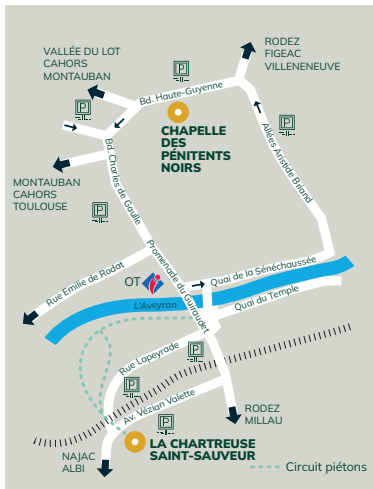 VALLÉE DU LOT
CAHORS
MONTAUBAN
RODEZ
FIGEAC
VILLENEUVE
P
P
Bd. Haute-Guyenne
CHAPELLE
DES
PÉNITENTS
NOIRS
P
Allées Aristide Briand
Bd. Charles de Gaulle
MONTAUBAN
CAHORS
TOULOUSE
P
Promenade du Guiraudet
Rue Emilie de Rodat
OT
Quai de la Sénéchaussée
Quai du Temple
L'Aveyron
Rue Lapeyrade
P
P
Av. Vézian Valette
P
RODEZ
MILLAU
LA CHARTREUSE
SAINT-SAUVEUR
NAJAC
ALBI
Circuit piétons